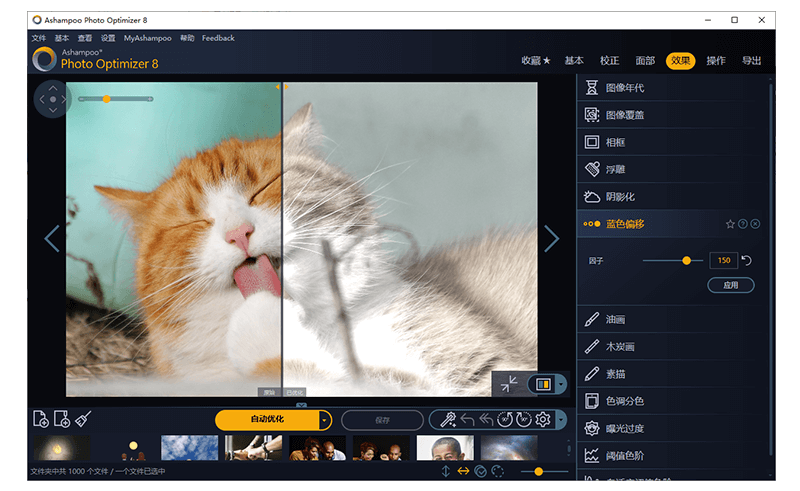 Ashampoo Photo Optimizer 8
文件 基本 查看 设置 MyAshampoo 帮助 Feedback
Ashampoo®
Photo Optimizer 8
收藏★ 基本 校正 面部 效果 操作 导出
图像年代
图像覆盖
相框
浮雕
阴影化
蓝色偏移
因子 150
应用
油画
木炭画
素描
色调分色
曝光过度
阈值色阶
原始 已优化
自动优化 保存
文件夹中共 1000 个文件 / 一个文件已选中